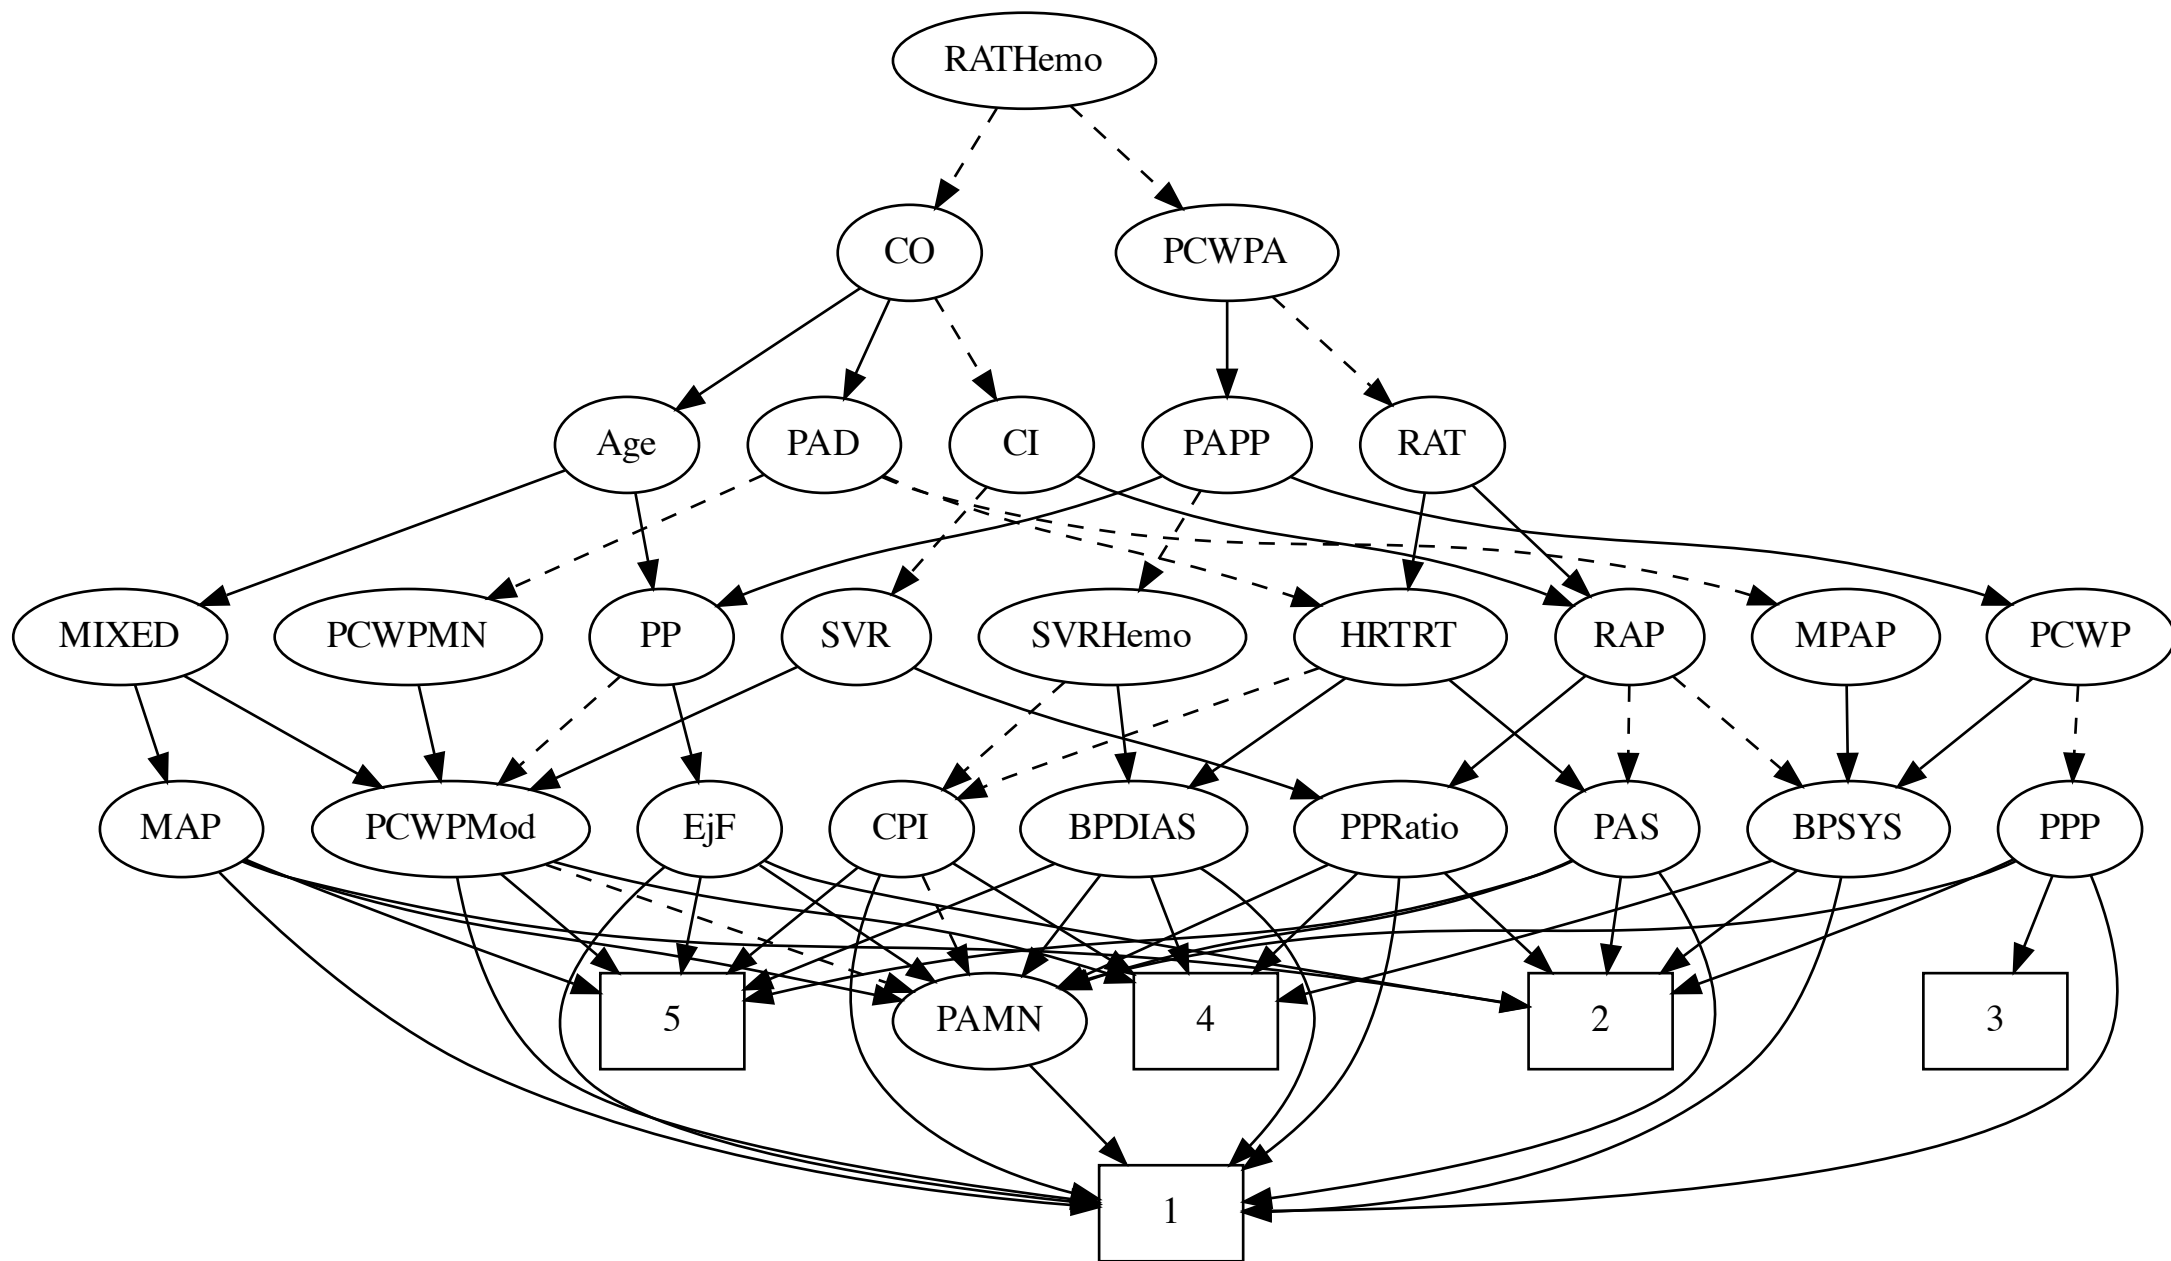 RATHemo
CO
PCWPA
Age
PAD
CI
PAPP
RAT
MIXED
PCWPMN
PP
SVR
SVRHemo
HRTRT
RAP
MPAP
PCWP
MAP
PCWPMod
EjF
CPI
BPDIAS
PPRatio
PAS
BPSYS
PPP
5
PAMN
4
2
3
1